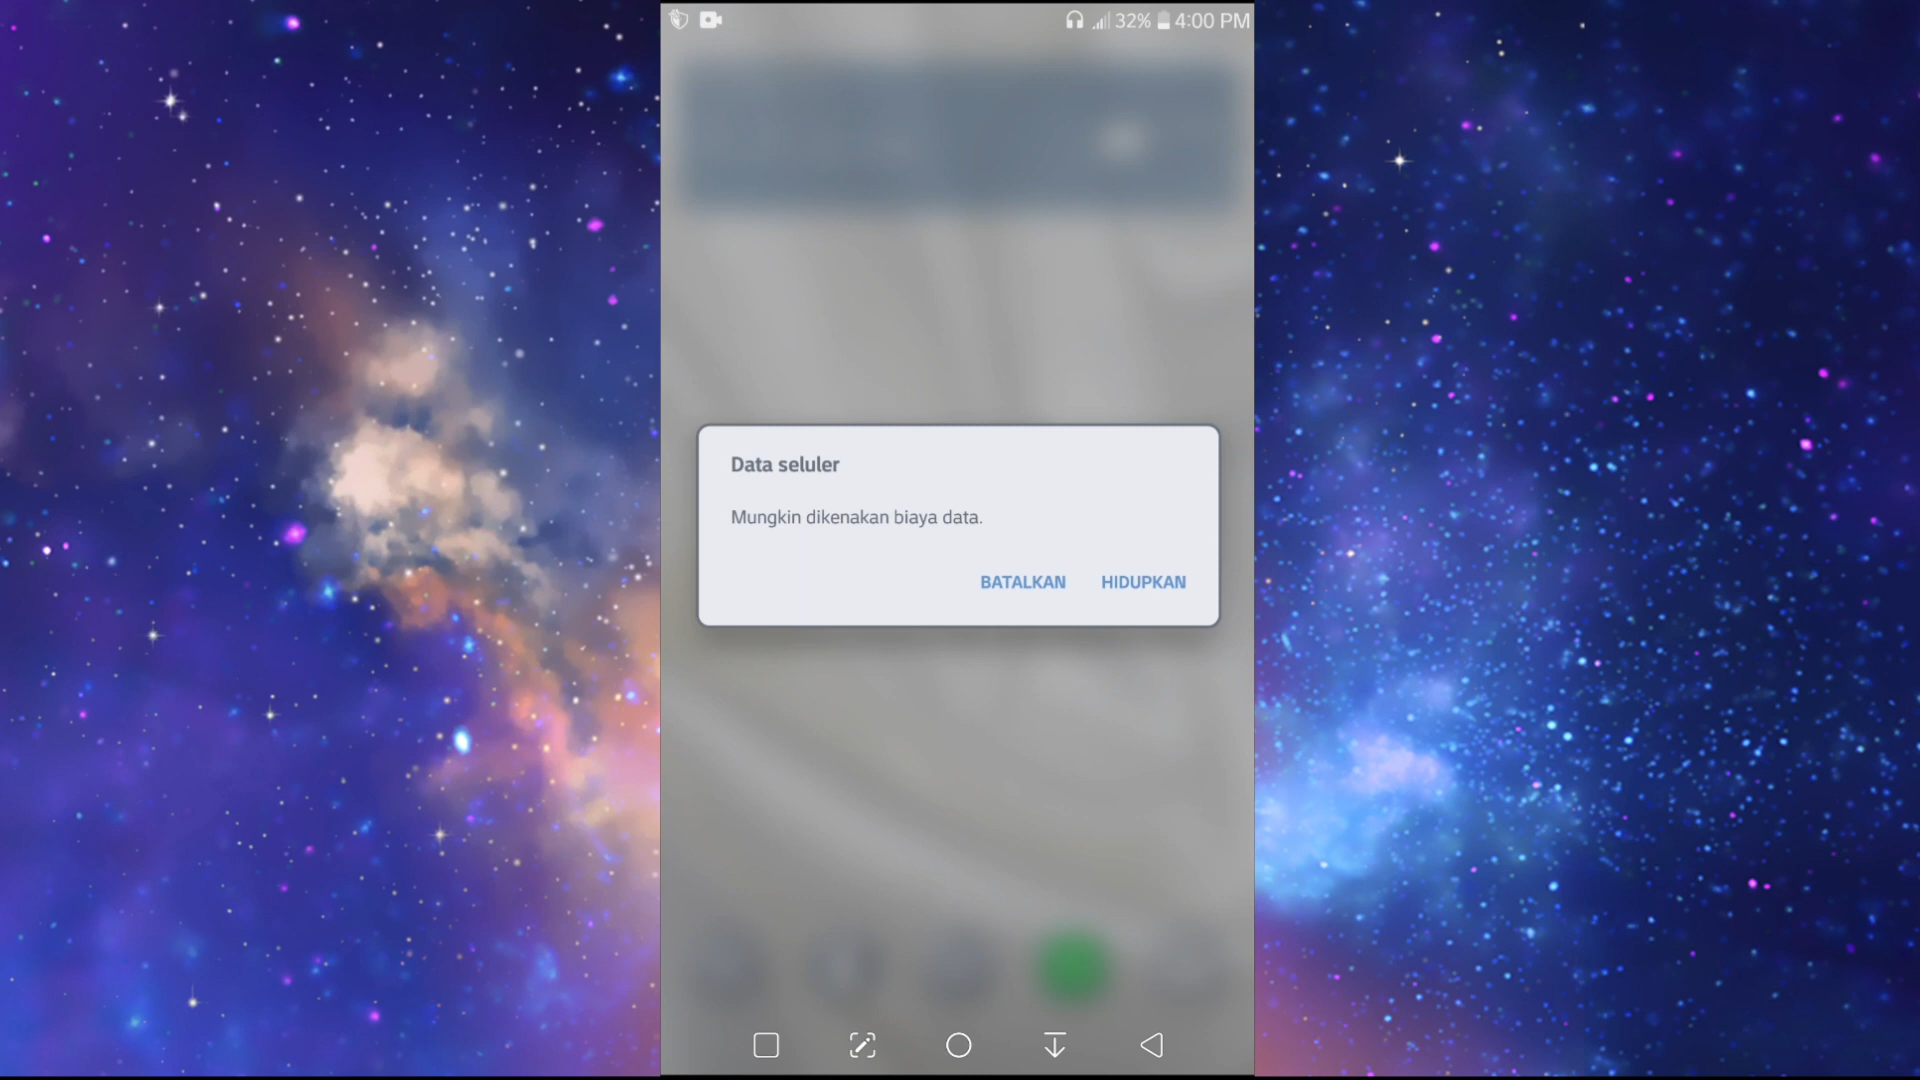 32% 4:00 PM
Data seluler
Mungkin dikenakan biaya data.
BATALKAN HIDUPKAN